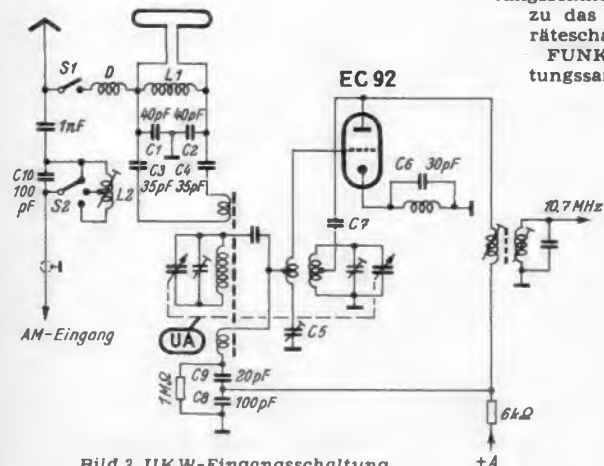 zu das
räteschal
FUNK
tungssam
S1
D
L1
EC 92
1nF
40pF 40pF
C1 C2
C3 C4
35pF 35pF
C10
100
pF
S2
L2
C6 30pF
C7
10,7 MHz
AM-Eingang
UA
C5
1MΩ
C9 20pF
C8 100pF
6kΩ
+A
Bild 2. UKW-Eingangsschaltung